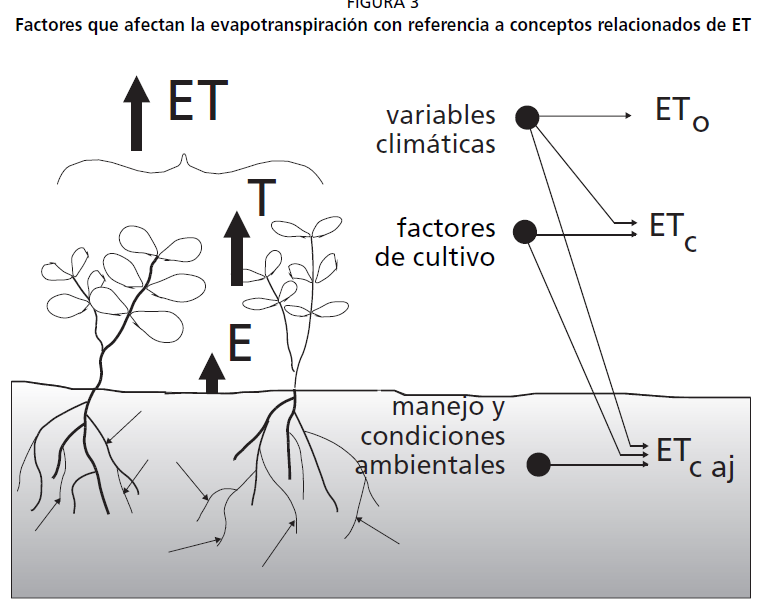 FIGURA 3
Factores que afectan la evapotranspiración con referencia a conceptos relacionados de ET
ET
T
E
variables
climáticas
ETo
factores
de cultivo
ETc
manejo y
condiciones
ambientales
ETc aj